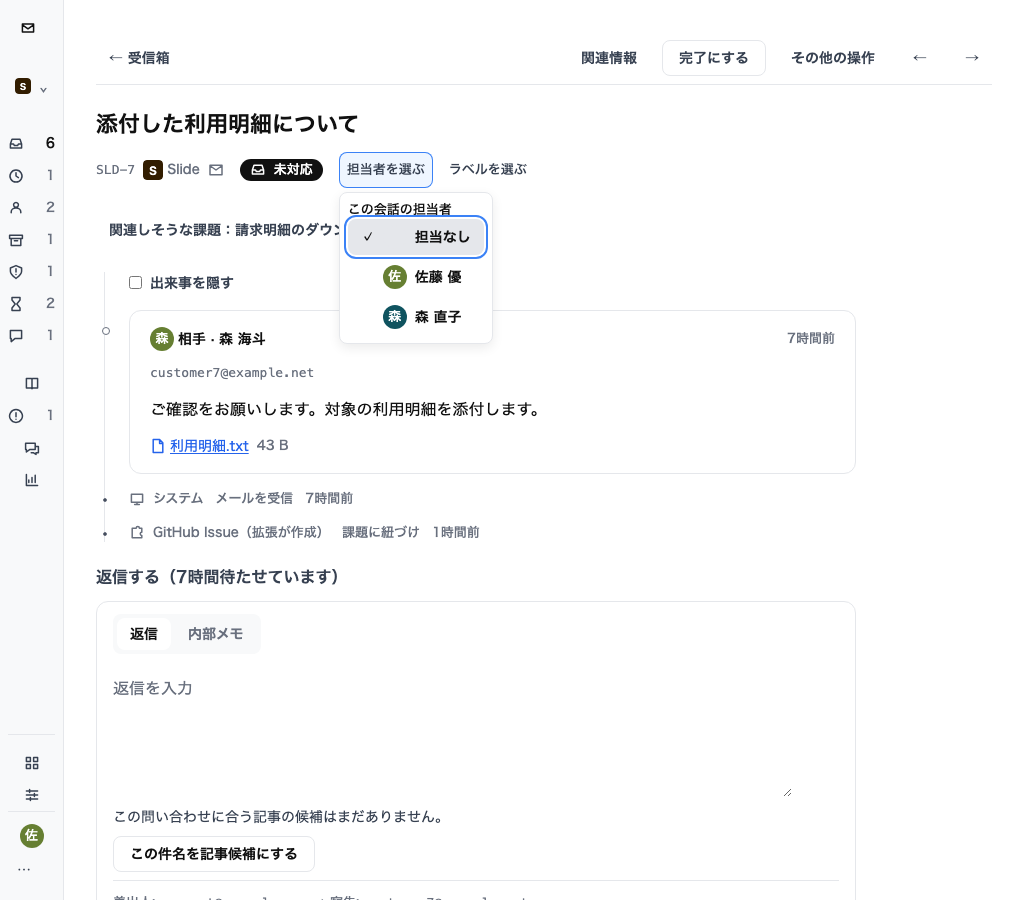 ← 受信箱
関連情報
完了にする
その他の操作
←
→
S
6
1
2
1
1
2
1
1
添付した利用明細について
SLD-7
S Slide
未対応
担当者を選ぶ
ラベルを選ぶ
この会話の担当者
✓ 担当なし
佐 佐藤 優
森 森 直子
関連しそうな課題：請求明細のダウ
出来事を隠す
森 相手 · 森 海斗
7時間前
customer7@example.net
ご確認をお願いします。対象の利用明細を添付します。
利用明細.txt 43 B
システム メールを受信 7時間前
GitHub Issue（拡張が作成） 課題に紐づけ 1時間前
返信する（7時間待たせています）
返信
内部メモ
返信を入力
この問い合わせに合う記事の候補はまだありません。
この件名を記事候補にする
佐
…